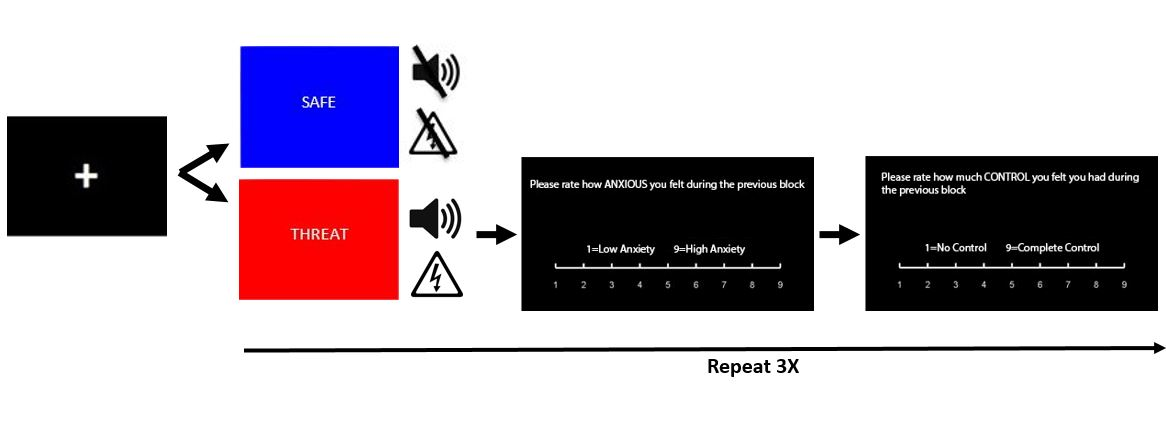 SAFE
THREAT
Please rate how ANXIOUS you felt during the previous block
1=Low Anxiety 9=High Anxiety
1 2 3 4 5 6 7 8 9
Please rate how much CONTROL you felt you had during
the previous block
1=No Control 9=Complete Control
1 2 3 4 5 6 7 8 9
Repeat 3X